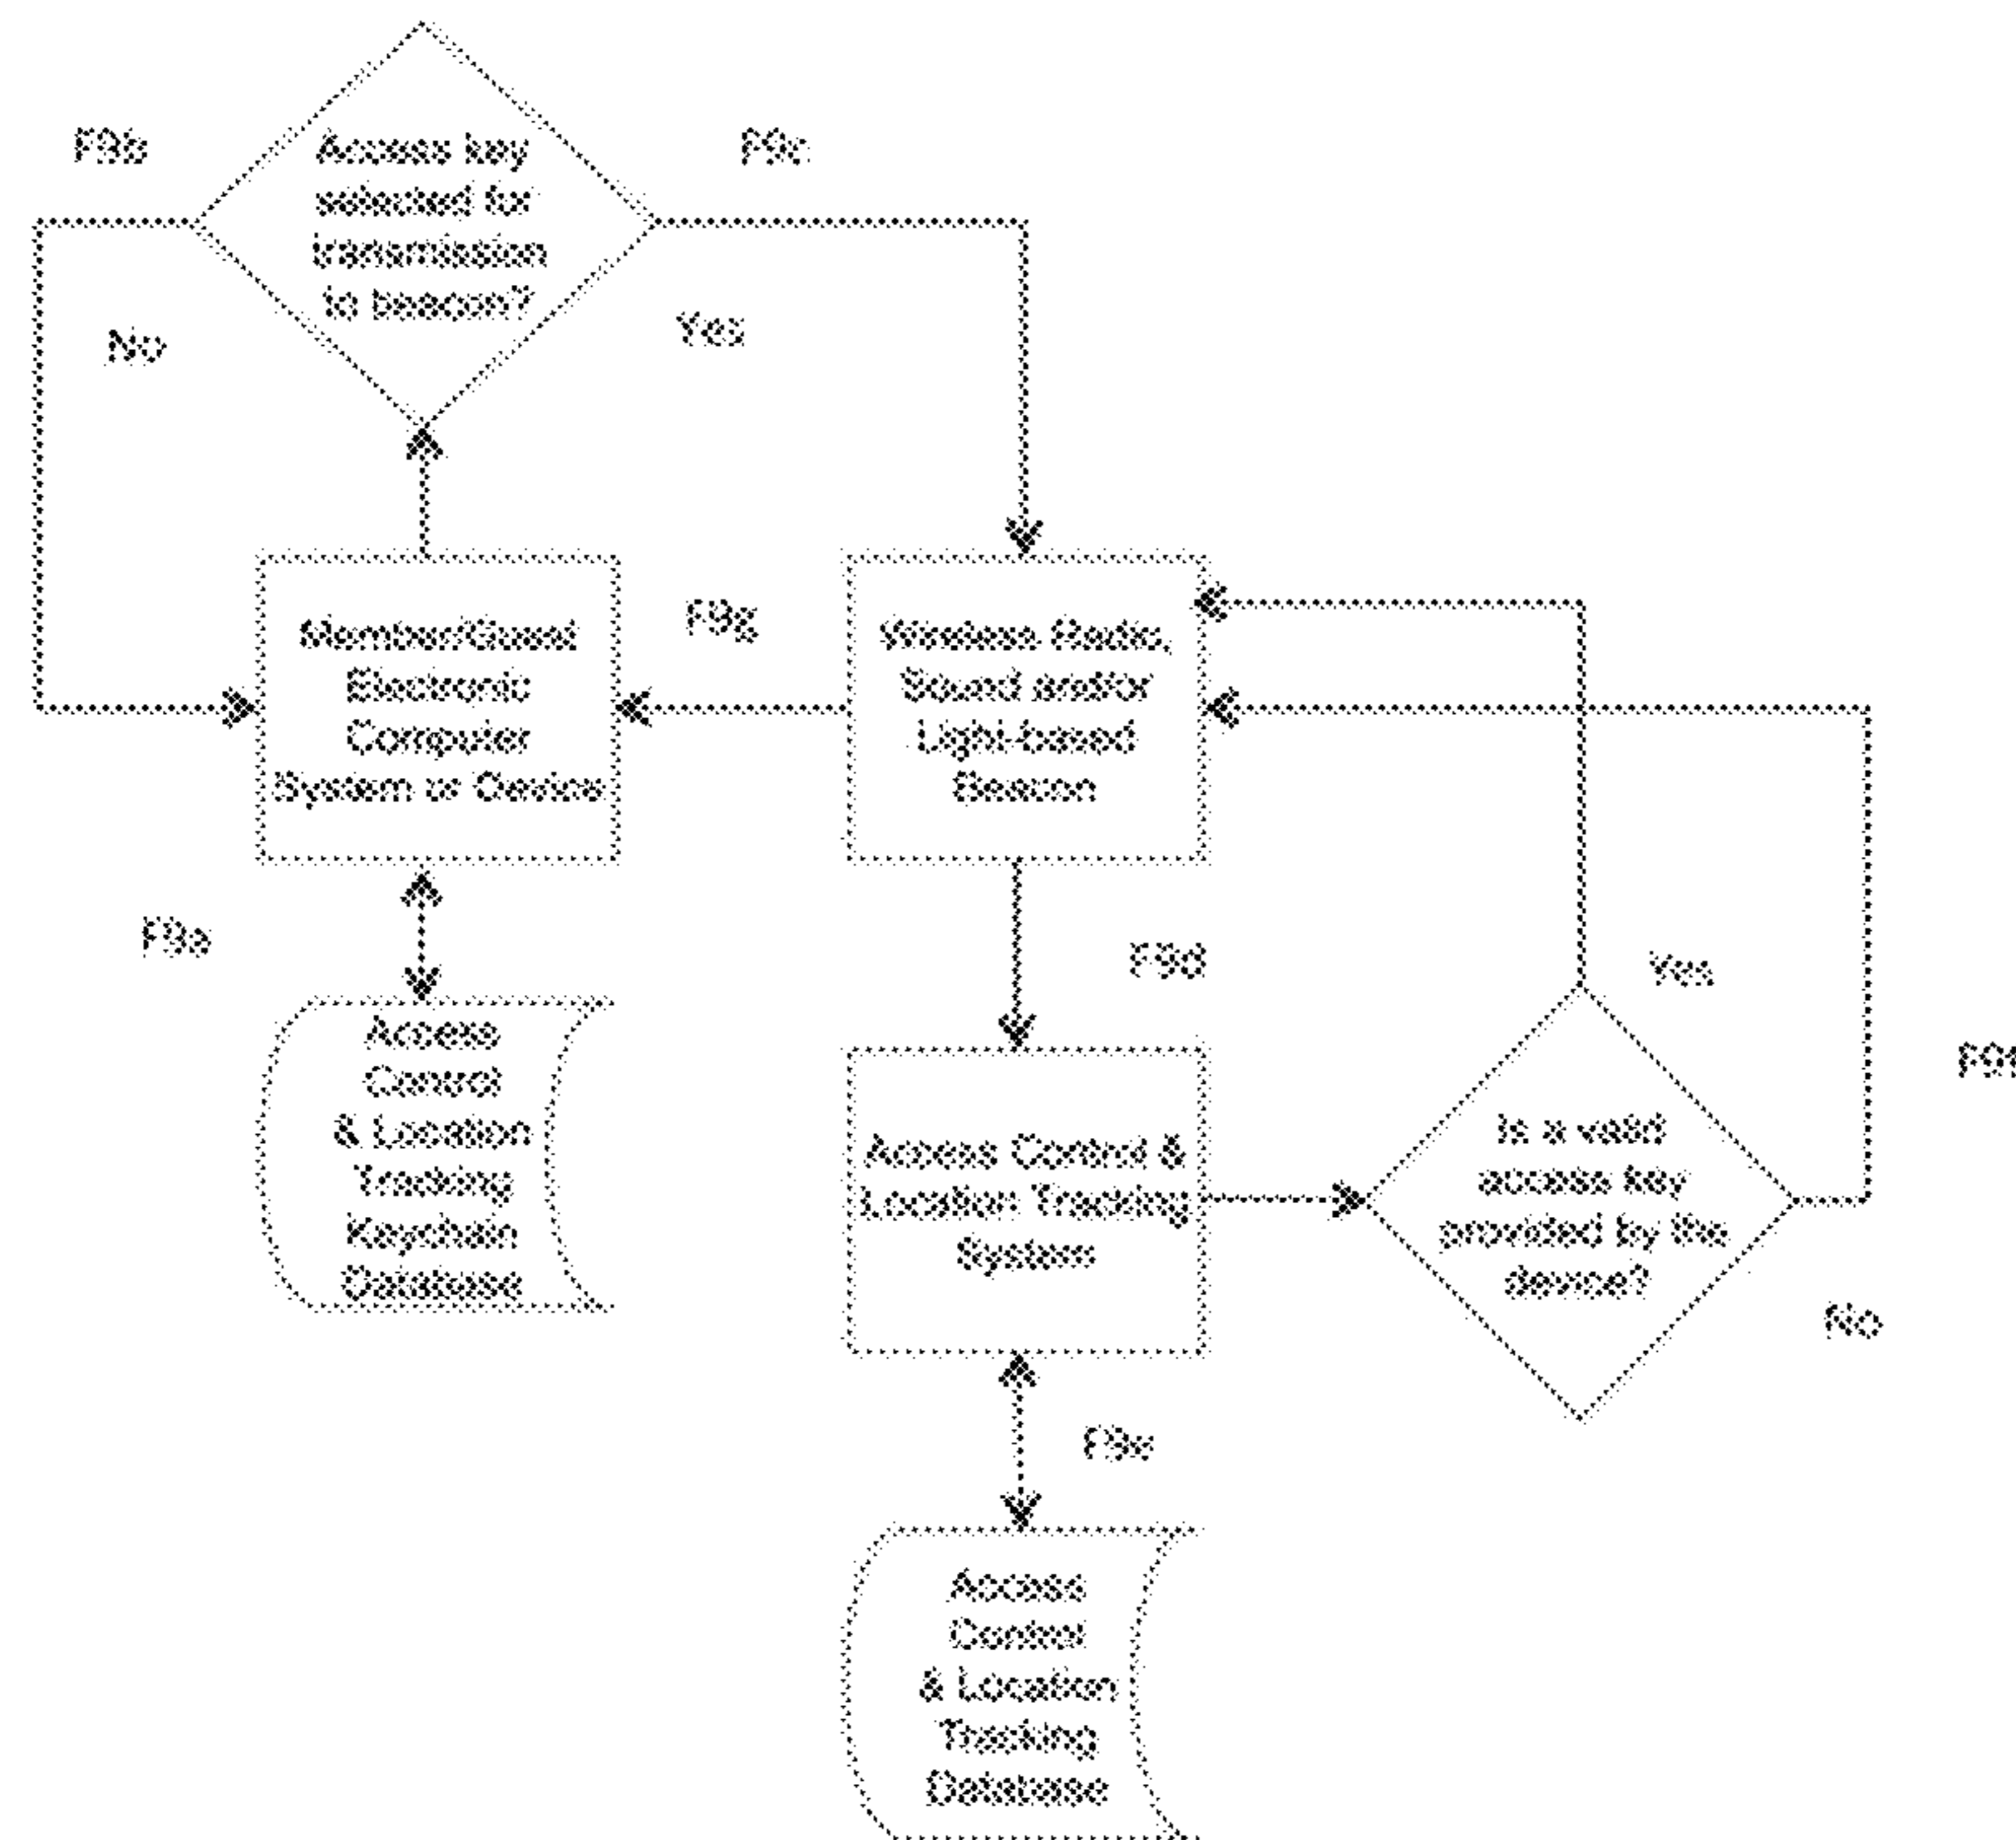 F9b
F9c
Access key
selected for
transmission
to beacon?
No
Yes
Member/Guest
Electronic
Computer
System or Device
F9g
Wireless Radio,
Sound and/or
Light-based
Beacon
F9a
F9d
Yes
Access
Control
& Location
Tracking
Keychain
Database
Access Control &
Location Tracking
System
Is a valid
access key
provided by the
device?
No
F9e
Access
Control
& Location
Tracking
Database